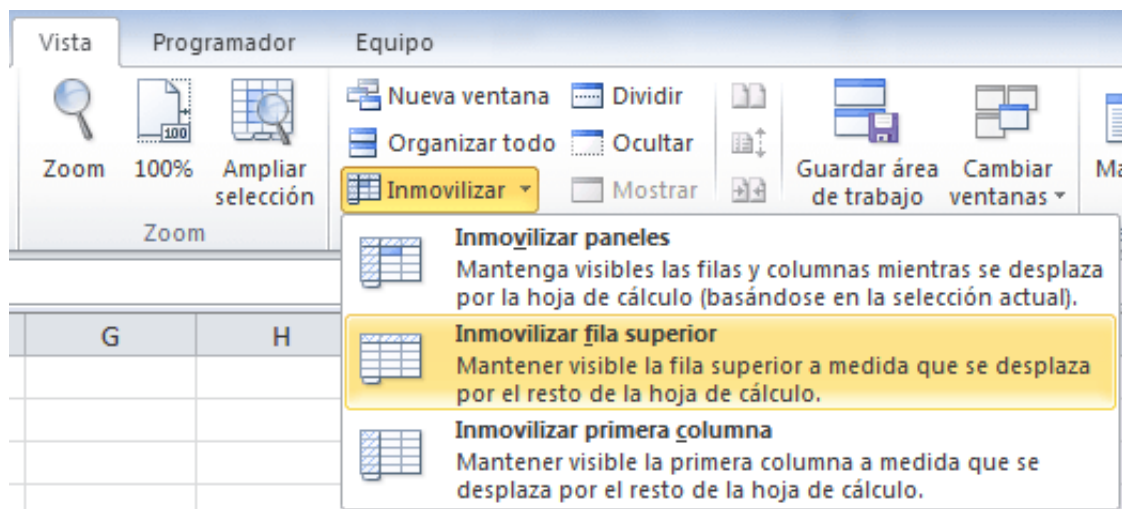 Vista Programador Equipo
Nueva ventana Dividir
Organizar todo Ocultar
Inmovilizar Mostrar
Zoom 100% Ampliar selección
100
Guardar área de trabajo
Cambiar ventanas
Zoom
Inmovilizar paneles
Mantenga visibles las filas y columnas mientras se desplaza
por la hoja de cálculo (basándose en la selección actual).
Inmovilizar fila superior
Mantener visible la fila superior a medida que se desplaza
por el resto de la hoja de cálculo.
Inmovilizar primera columna
Mantener visible la primera columna a medida que se
desplaza por el resto de la hoja de cálculo.
G H